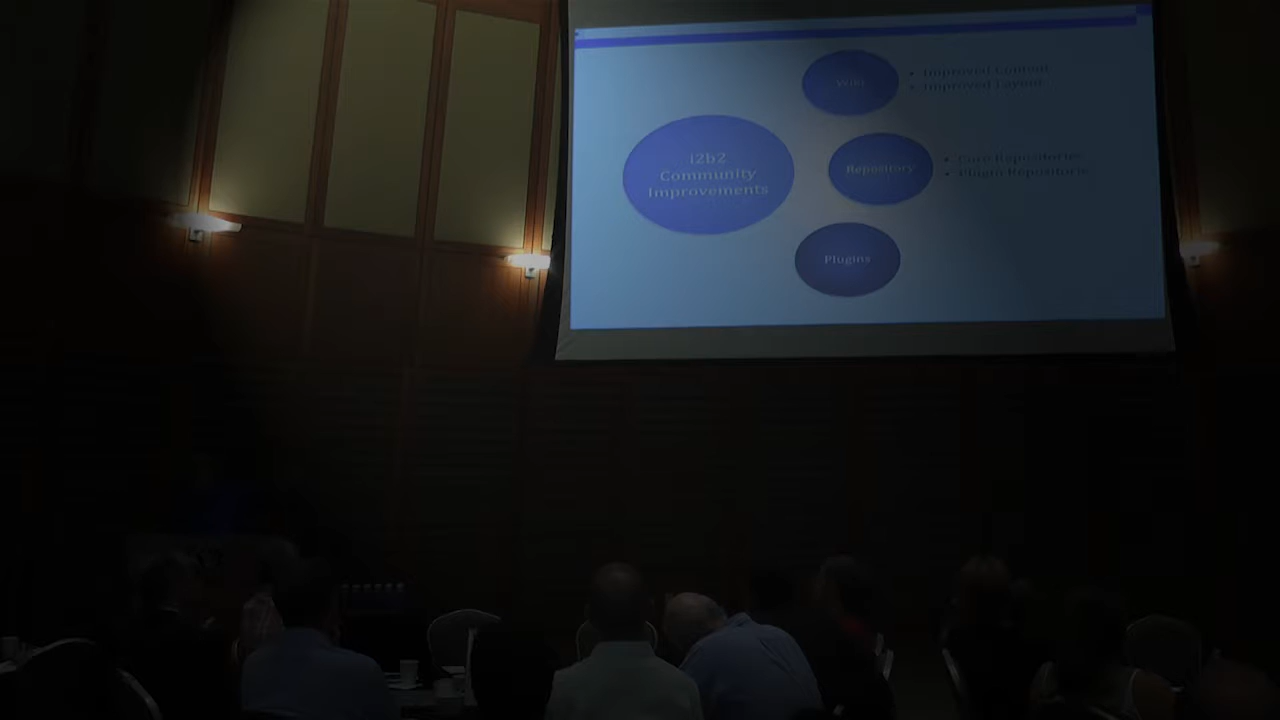 i2b2
Community
Improvements
Wiki
• Improved Content
• Improved Layout
Repository
• Core Repositories
• Plugin Repositories
Plugins